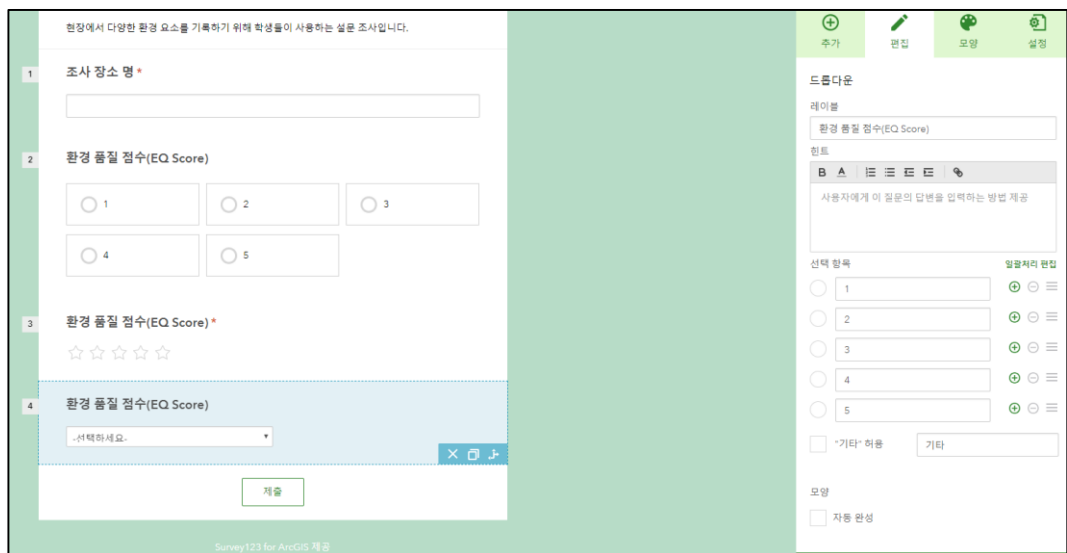 현장에서 다양한 환경 요소를 기록하기 위해 학생들이 사용하는 설문 조사입니다.
1
조사 장소 명 *
2
환경 품질 점수(EQ Score)
1 2 3
4 5
3
환경 품질 점수(EQ Score) *
4
환경 품질 점수(EQ Score)
-선택하세요.-
제출
Survey123 for ArcGIS 제공
추가 편집 모양 설정
드롭다운
레이블
환경 품질 점수(EQ Score)
힌트
B A
사용자에게 이 질문의 답변을 입력하는 방법 제공
선택 항목 일괄처리 편집
1
2
3
4
5
"기타" 허용 기타
모양
자동 완성